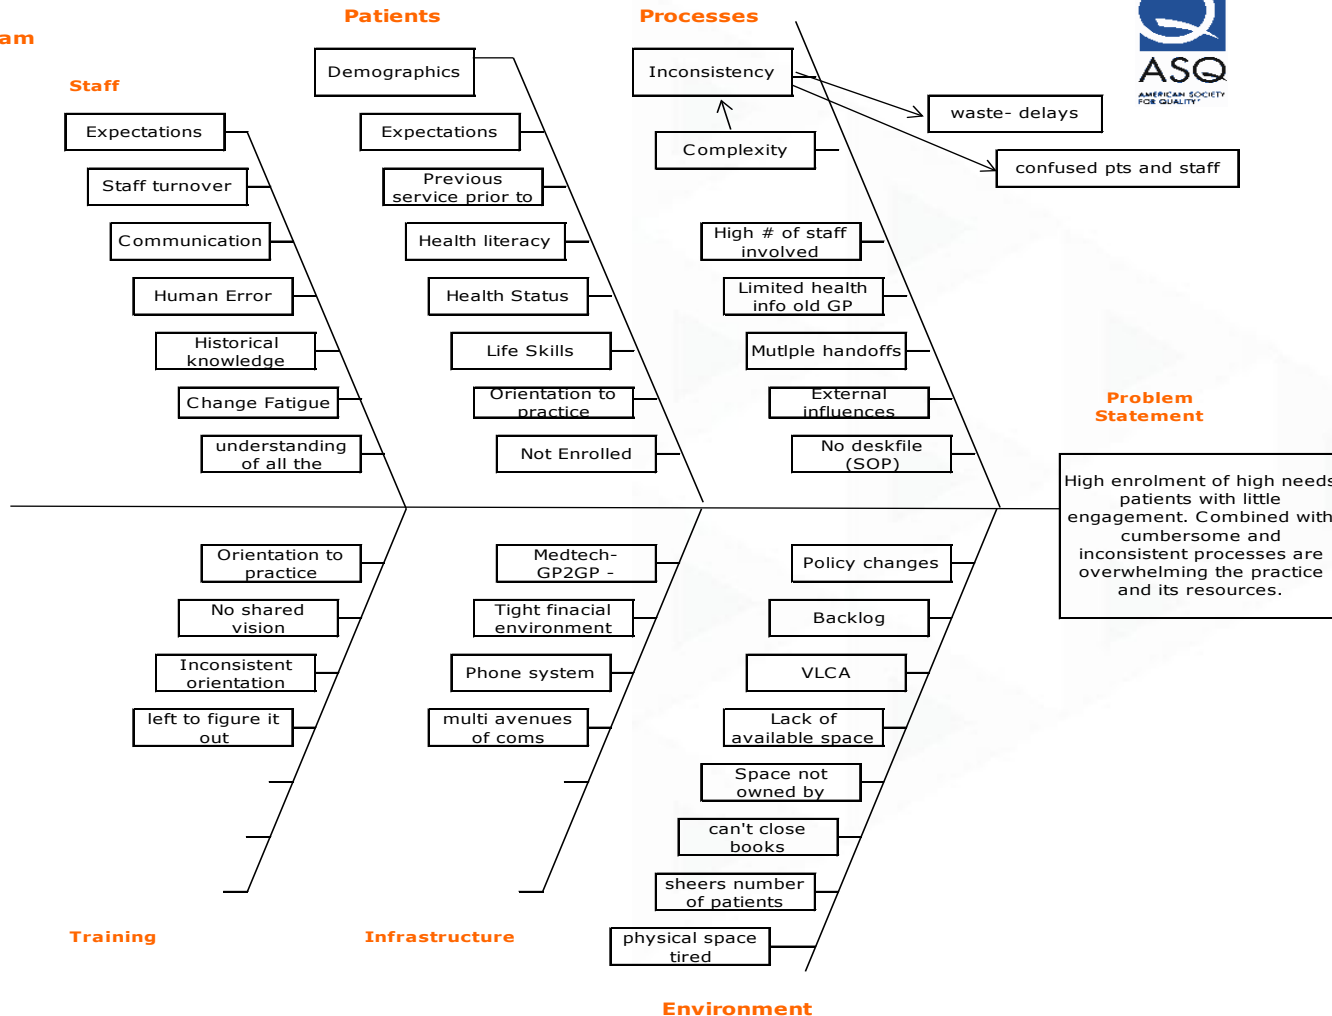 am
Patients
Processes
ASQ
AMERICAN SOCIETY
FOR QUALITY
Staff
Expectations
Staff turnover
Communication
Human Error
Historical
knowledge
Change Fatigue
understanding
of all the
Demographics
Expectations
Previous
service prior to
Health literacy
Health Status
Life Skills
Orientation to
practice
Not Enrolled
Inconsistency
waste- delays
confused pts and staff
Complexity
High # of staff
involved
Limited health
info old GP
Mutlple handoffs
External
influences
No deskfile
(SOP)
Problem
Statement
High enrolment of high needs
patients with little
engagement. Combined with
cumbersome and
inconsistent processes are
overwhelming the practice
and its resources.
Orientation to
practice
No shared
vision
Inconsistent
orientation
left to figure it
out
Training
Medtech-
GP2GP -
Tight finacial
environment
Phone system
multi avenues
of coms
Infrastructure
Policy changes
Backlog
VLCA
Lack of
available space
Space not
owned by
can't close
books
sheers number
of patients
physical space
tired
Environment